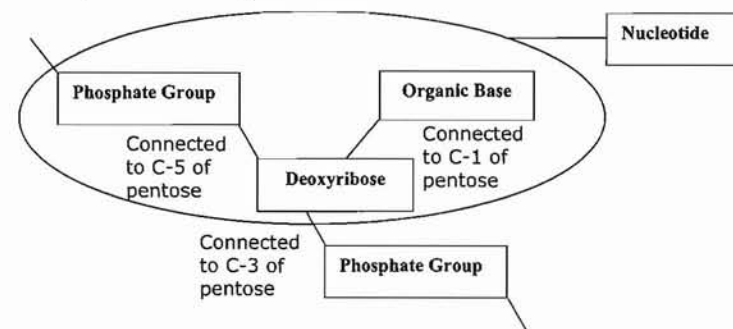 Nucleotide
Phosphate Group
Organic Base
Connected
to C-5 of
pentose
Connected
to C-1 of
pentose
Deoxyribose
Connected
to C-3 of
pentose
Phosphate Group